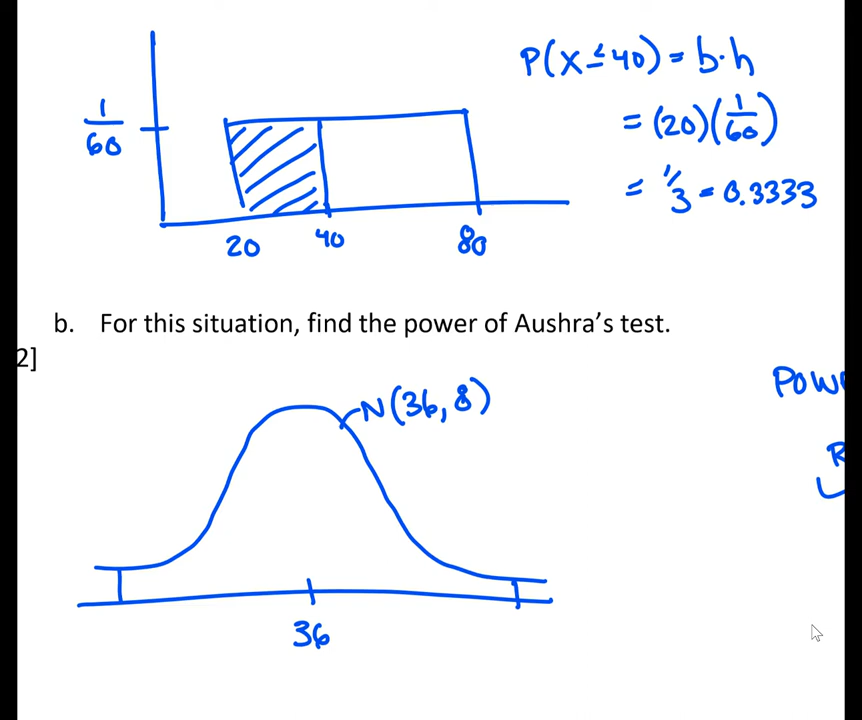 P(X ≤ 40) = b·h
= (20)(1/60)
= 1/3 = 0.3333
1/60
20 40 80
b. For this situation, find the power of Aushra's test.
2]
N(36, 8)
Pow
R
36